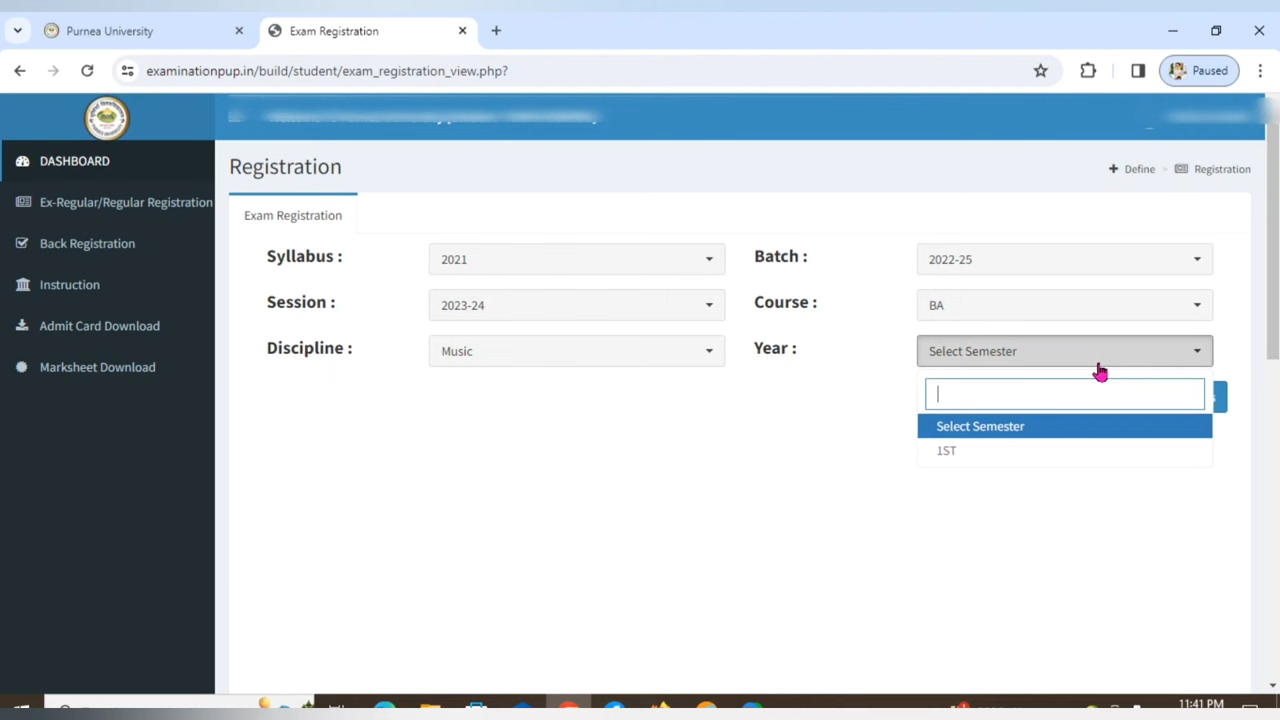 Purnea University
Exam Registration
examinationpup.in/build/student/exam_registration_view.php?
Paused
DASHBOARD
Ex-Regular/Regular Registration
Back Registration
Instruction
Admit Card Download
Marksheet Download
Registration
Define > Registration
Exam Registration
Syllabus : 2021 Batch : 2022-25
Session : 2023-24 Course : BA
Discipline : Music Year : Select Semester
Select Semester
1ST
11:41 PM